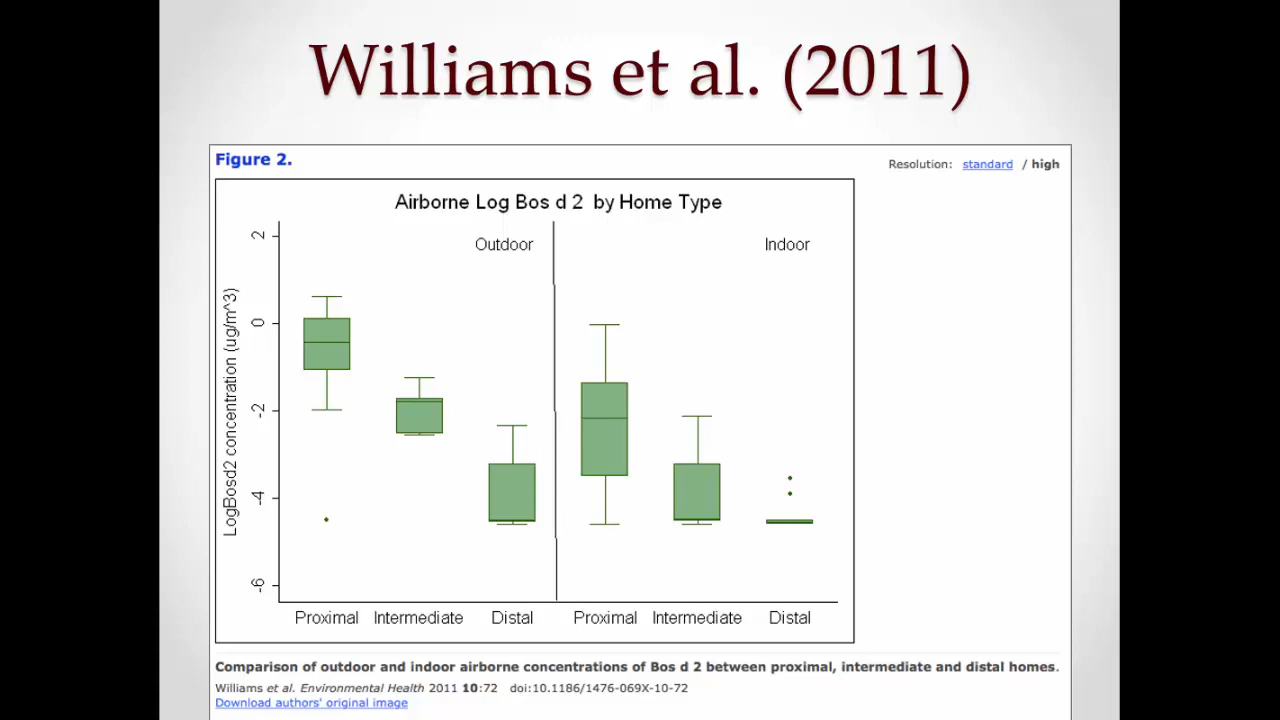 Williams et al. (2011)
Figure 2.
Resolution: standard / high
Airborne Log Bos d 2 by Home Type
Outdoor
Indoor
LogBosd2 concentration (ug/m^3)
2
0
-2
-4
-6
Proximal Intermediate Distal Proximal Intermediate Distal
Comparison of outdoor and indoor airborne concentrations of Bos d 2 between proximal, intermediate and distal homes.
Williams et al. Environmental Health 2011 10:72 doi:10.1186/1476-069X-10-72
Download authors' original image